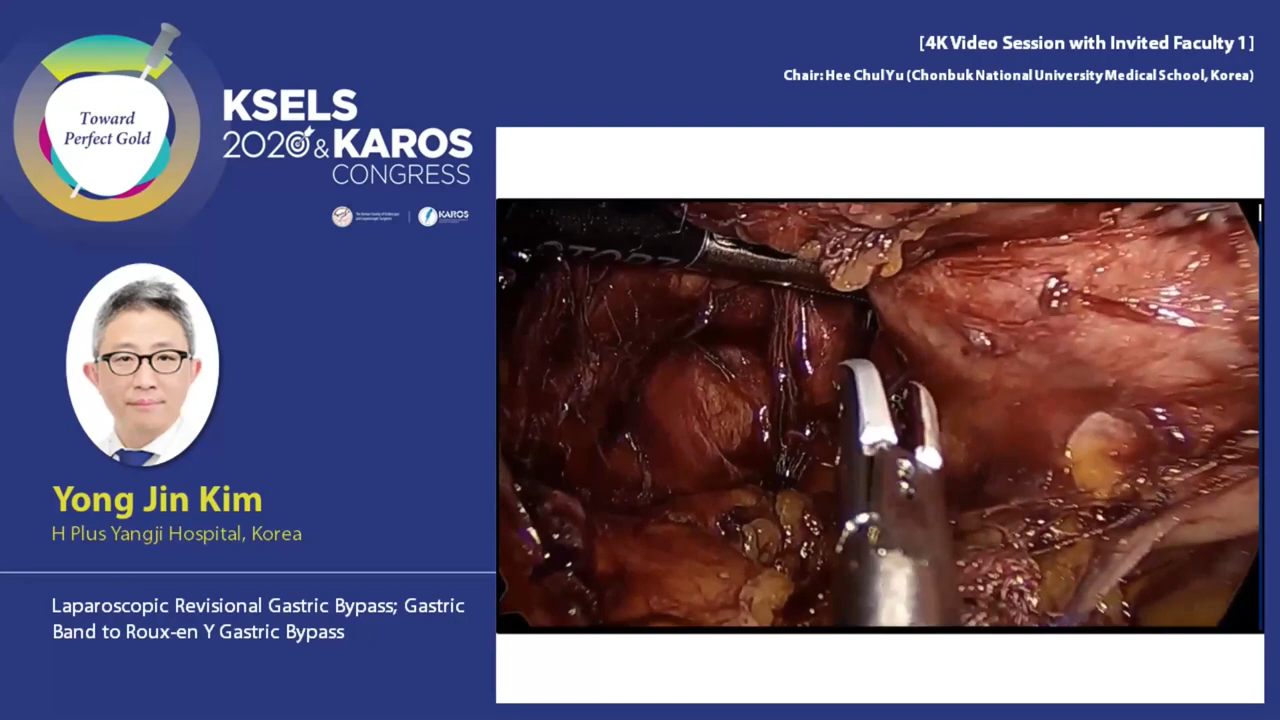 [4K Video Session with Invited Faculty 1]
Chair: Hee Chul Yu (Chonbuk National University Medical School, Korea)
Toward
Perfect Gold
KSELS
2020 & KAROS
CONGRESS
KAROS
STORZ
Yong Jin Kim
H Plus Yangji Hospital, Korea
Laparoscopic Revisional Gastric Bypass; Gastric
Band to Roux-en Y Gastric Bypass